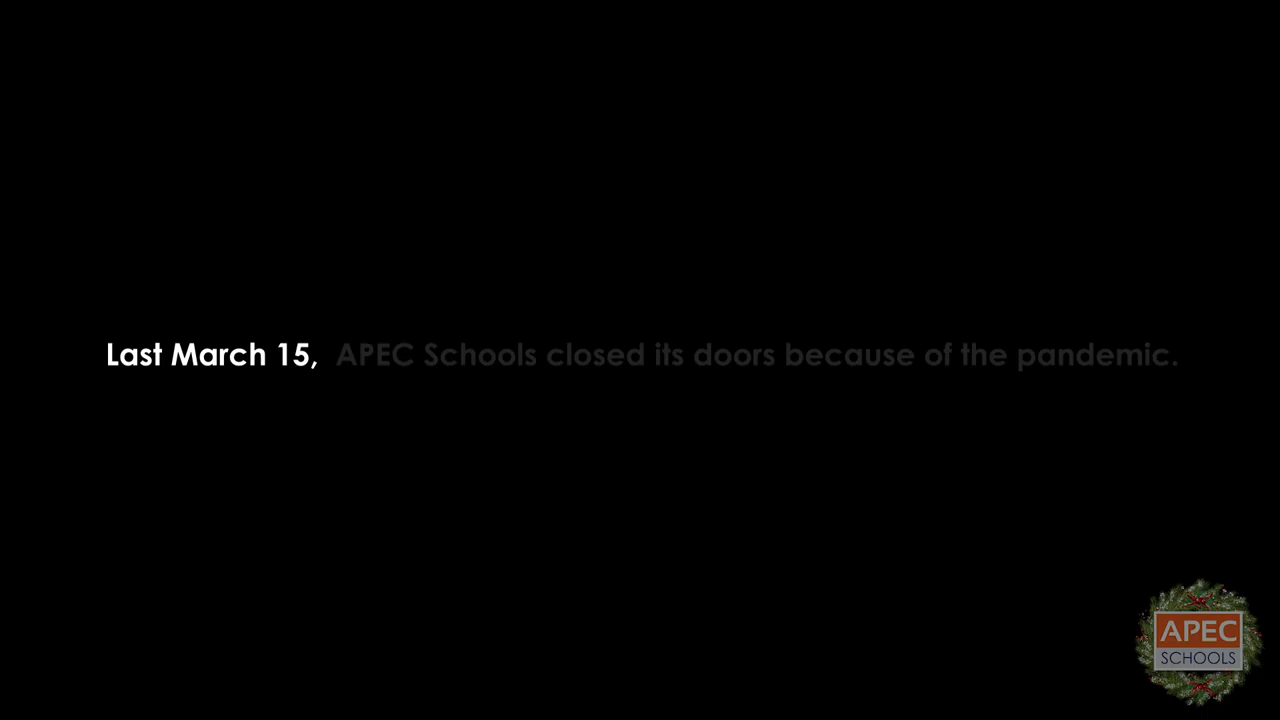 Last March 15, APEC Schools closed its doors because of the pandemic.
APEC
SCHOOLS